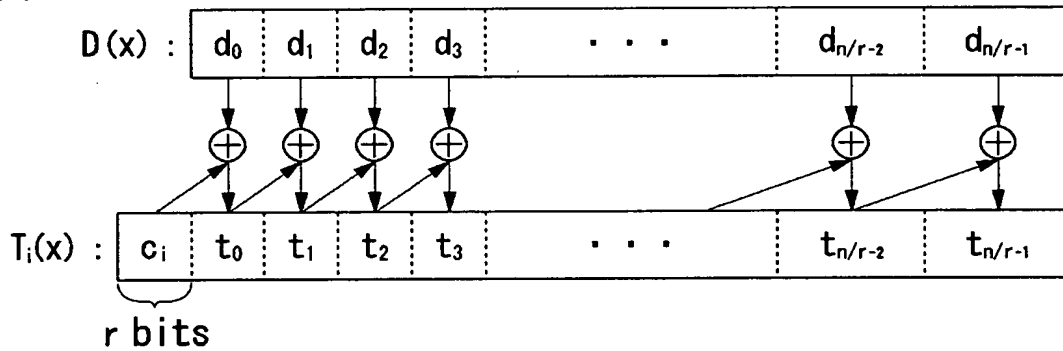 D(x) : d₀ d₁ d₂ d₃ · · · dₙ/ᵣ₋₂ dₙ/ᵣ₋₁
Tᵢ(x) : cᵢ t₀ t₁ t₂ t₃ · · · tₙ/ᵣ₋₂ tₙ/ᵣ₋₁
r bits